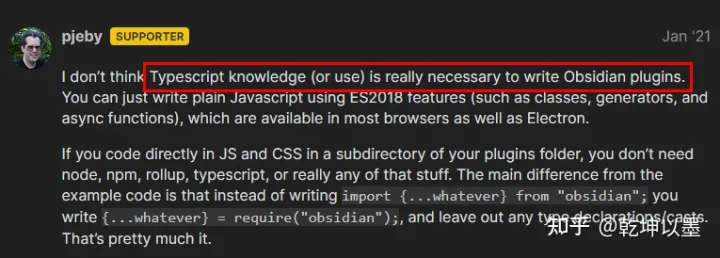 pjeby SUPPORTER Jan '21
I don't think Typescript knowledge (or use) is really necessary to write Obsidian plugins.
You can just write plain Javascript using ES2018 features (such as classes, generators, and
async functions), which are available in most browsers as well as Electron.
If you code directly in JS and CSS in a subdirectory of your plugins folder, you don't need
node, npm, rollup, typescript, or really any of that stuff. The main difference from the
example code is that instead of writing import {...whatever} from "obsidian"; you
write {...whatever} = require("obsidian");, and leave out any type declarations/casts.
That's pretty much it.
知乎 @乾坤以墨